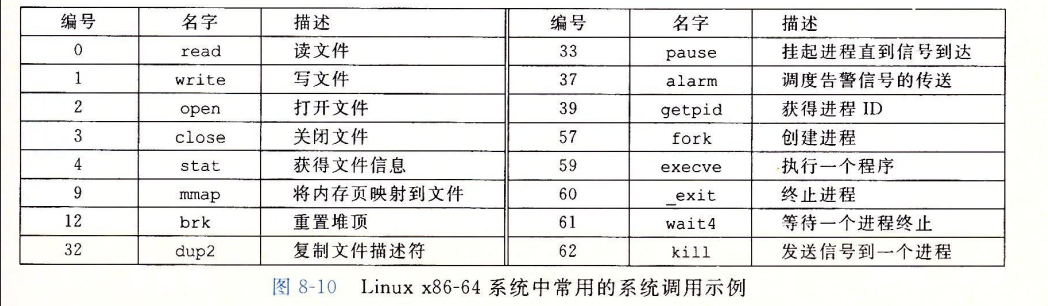 编号 名字 描述 编号 名字 描述
0 read 读文件 33 pause 挂起进程直到信号到达
1 write 写文件 37 alarm 调度告警信号的传送
2 open 打开文件 39 getpid 获得进程 ID
3 close 关闭文件 57 fork 创建进程
4 stat 获得文件信息 59 execve 执行一个程序
9 mmap 将内存页映射到文件 60 _exit 终止进程
12 brk 重置堆顶 61 wait4 等待一个进程终止
32 dup2 复制文件描述符 62 kill 发送信号到一个进程
图 8-10 Linux x86-64 系统中常用的系统调用示例